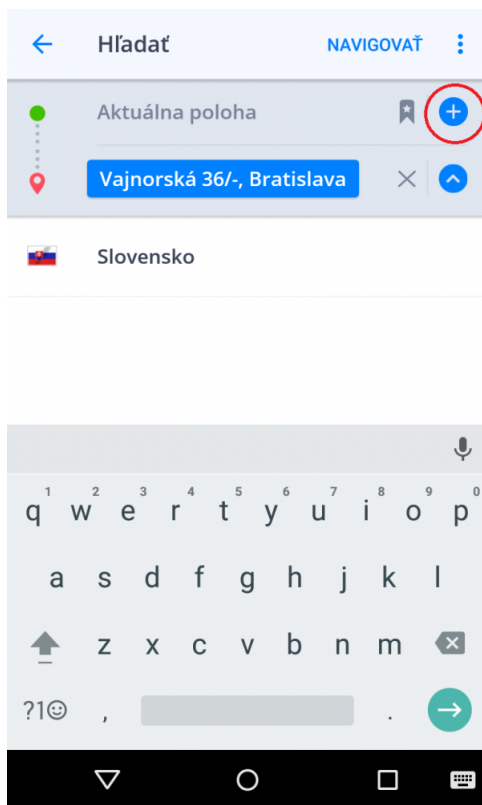 Hľadať NAVIGOVAŤ
Aktuálna poloha
Vajnorská 36/-, Bratislava
Slovensko
1 2 3 4 5 6 7 8 9 0
q w e r t y u i o p
a s d f g h j k l
z x c v b n m
?1☺ , .